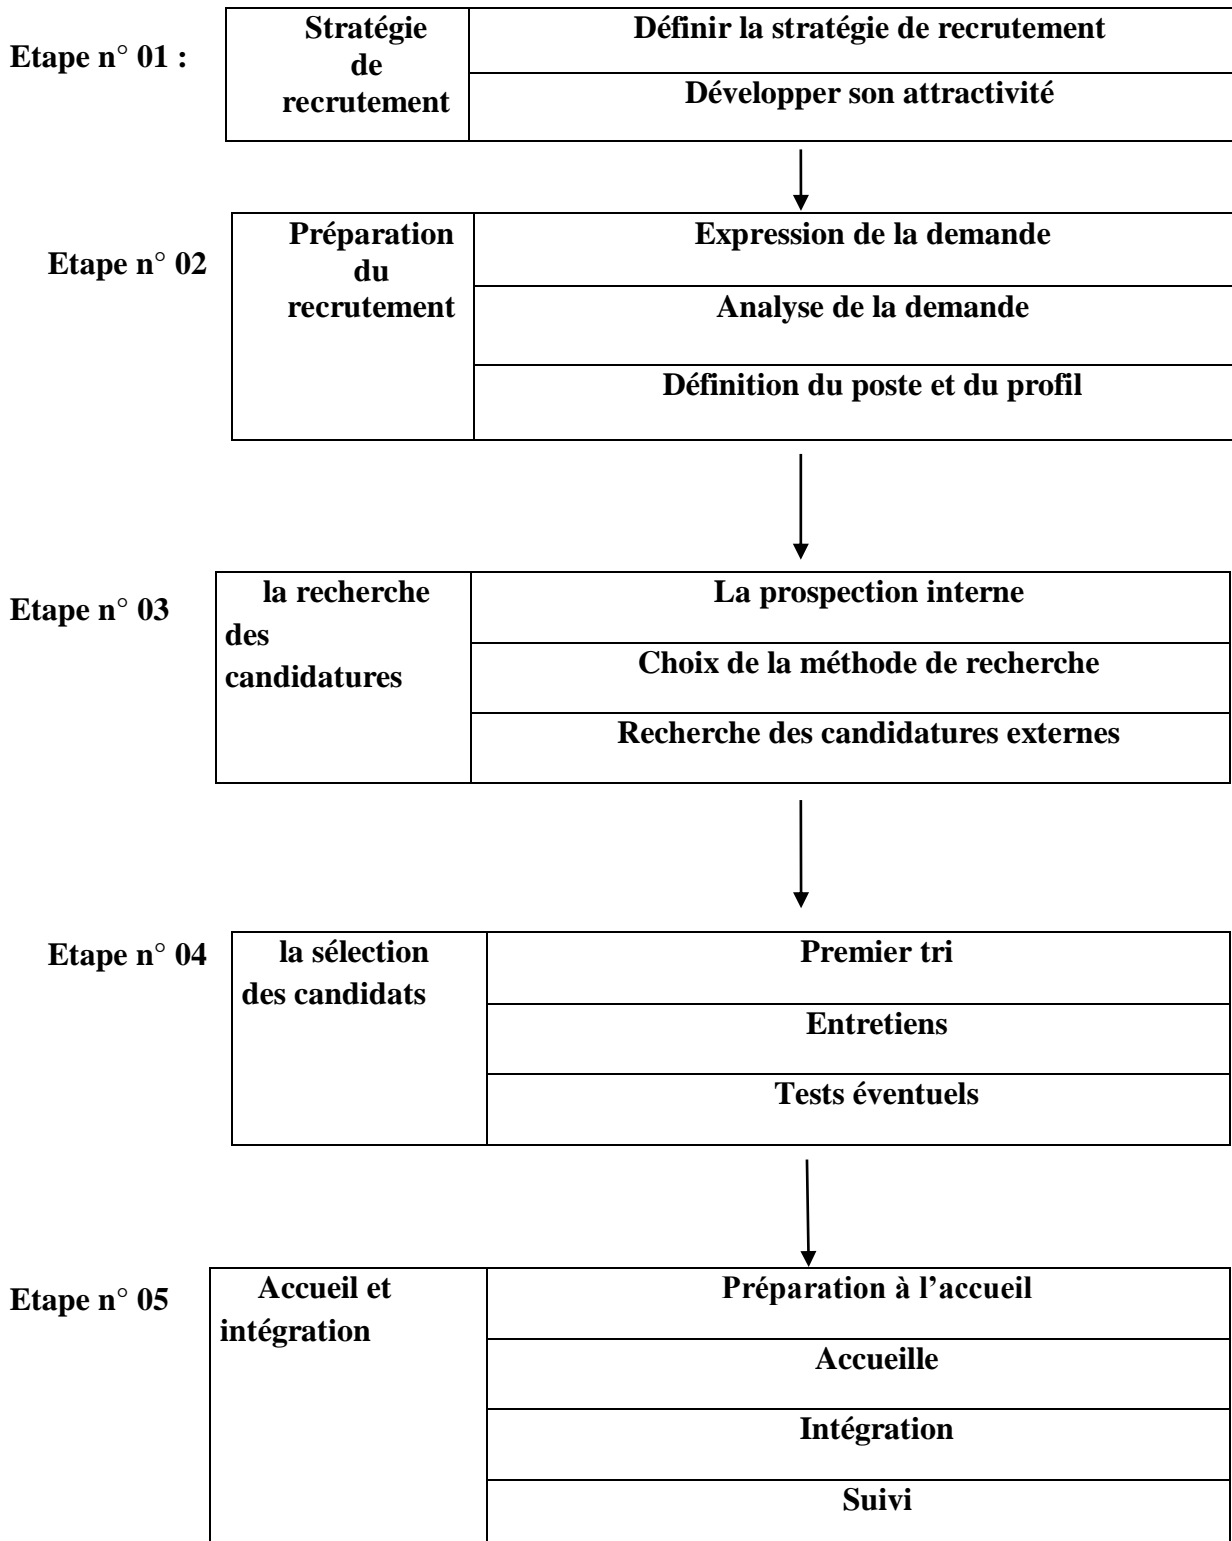 Etape n° 01 :
Stratégie
de
recrutement
Définir la stratégie de recrutement
Développer son attractivité
Etape n° 02
Préparation
du
recrutement
Expression de la demande
Analyse de la demande
Définition du poste et du profil
Etape n° 03
la recherche
des
candidatures
La prospection interne
Choix de la méthode de recherche
Recherche des candidatures externes
Etape n° 04
la sélection
des candidats
Premier tri
Entretiens
Tests éventuels
Etape n° 05
Accueil et
intégration
Préparation à l’accueil
Accueille
Intégration
Suivi